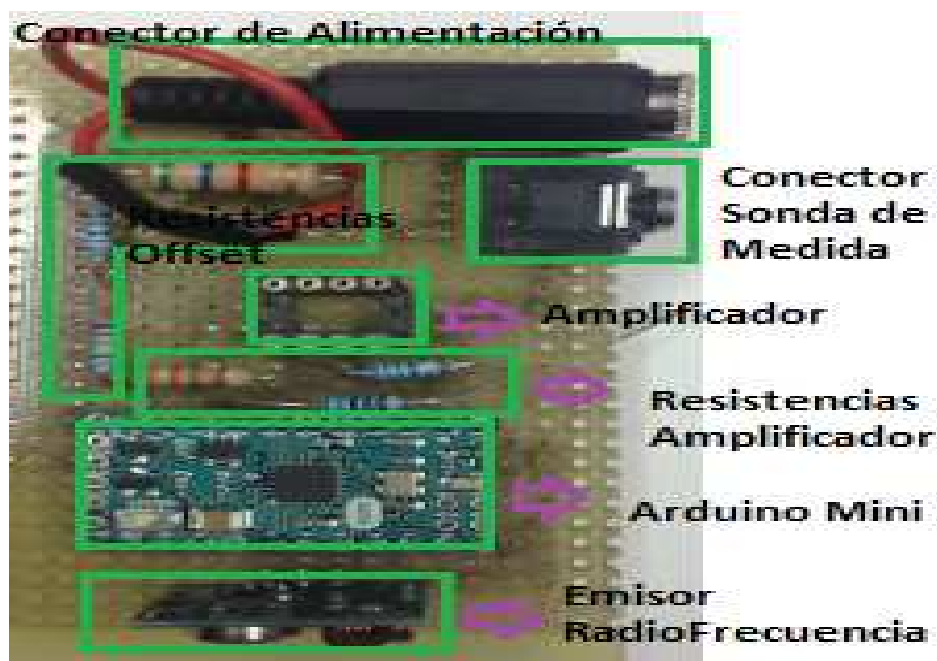 Conector de Alimentación
Conector
Sonda de
Medida
Resistencias
Offset
Amplificador
Resistencias
Amplificador
Arduino Mini
Emisor
RadioFrecuencia